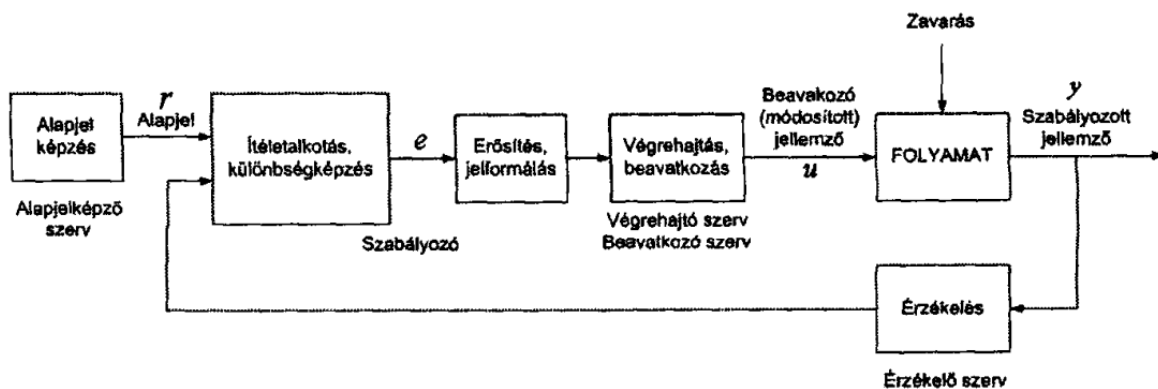 Zavarás
r
Alapjel
Alapjel
képzés
Alapjelképző
szerv
Ítéletalkotás,
különbségképzés
e
Szabályozó
Erősítés,
jelformálás
Végrehajtás,
beavatkozás
Végrehajtó szerv
Beavatkozó szerv
Beavakozó
(módosított)
jellemző
u
FOLYAMAT
y
Szabályozott
jellemző
Érzékelés
Érzékelő szerv